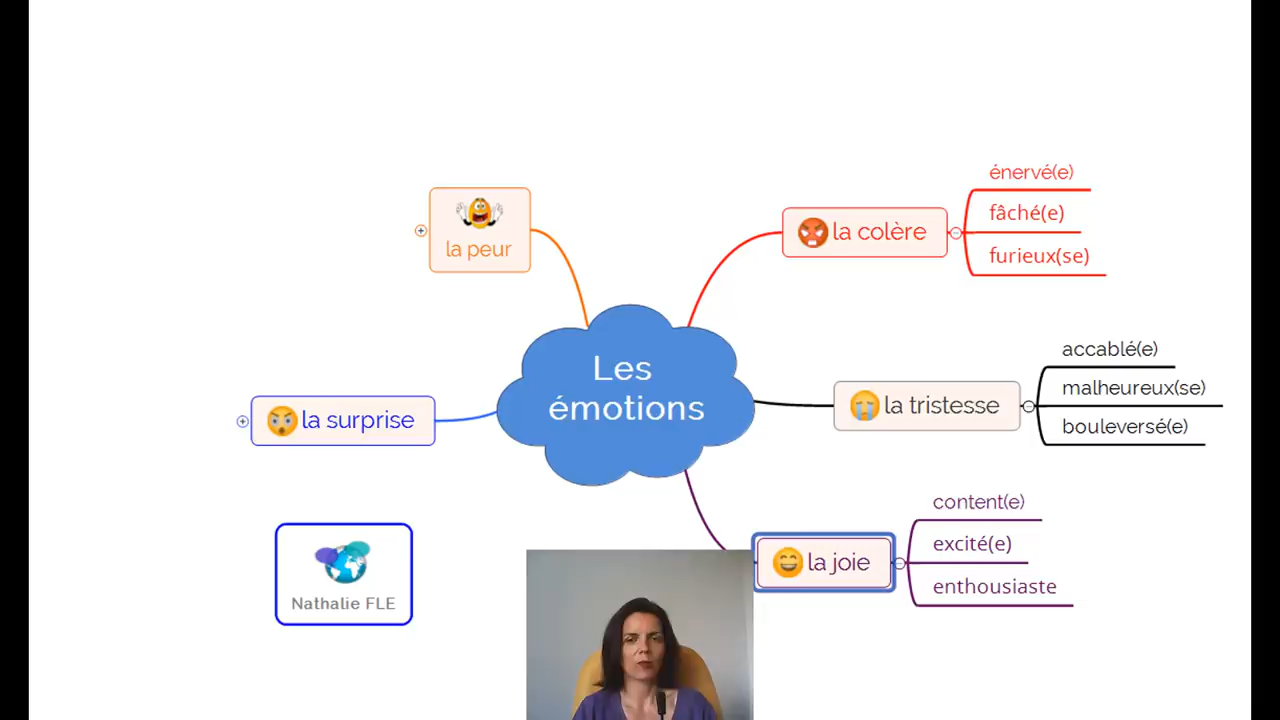 la peur
la surprise
Nathalie FLE
Les
émotions
la colère
énervé(e)
fâché(e)
furieux(se)
la tristesse
accablé(e)
malheureux(se)
bouleversé(e)
la joie
content(e)
excité(e)
enthousiaste